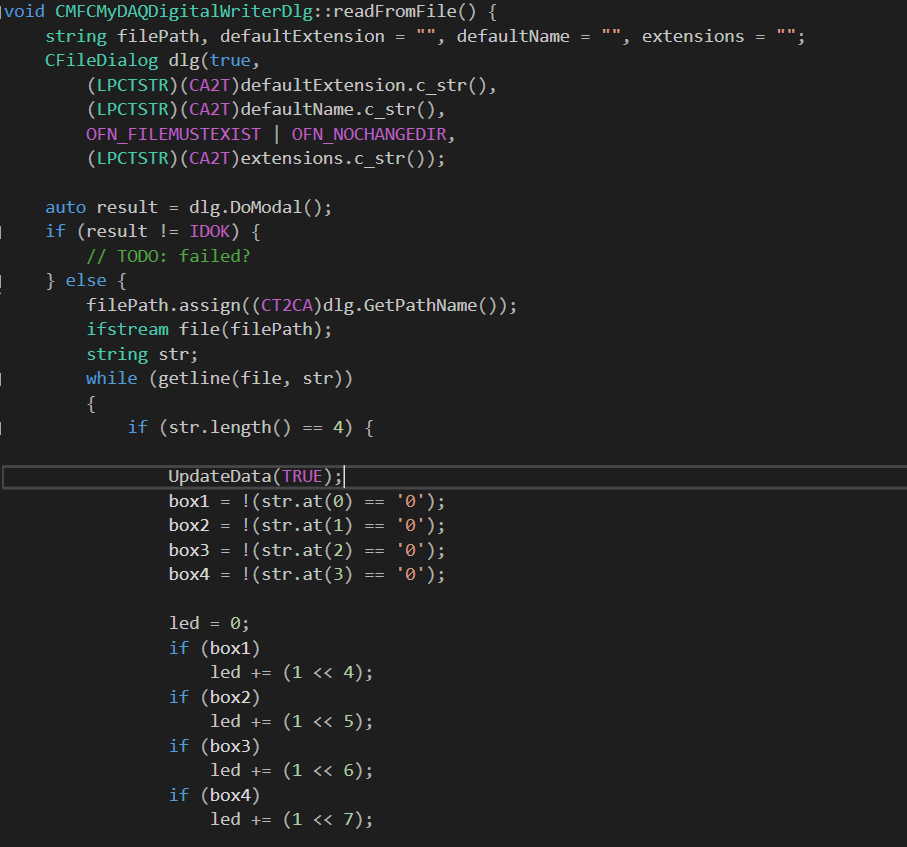 void CMFCMyDAQDigitalWriterDlg::readFromFile() {
    string filePath, defaultExtension = "", defaultName = "", extensions = "";
    CFileDialog dlg(true,
        (LPCTSTR)(CA2T)defaultExtension.c_str(),
        (LPCTSTR)(CA2T)defaultName.c_str(),
        OFN_FILEMUSTEXIST | OFN_NOCHANGEDIR,
        (LPCTSTR)(CA2T)extensions.c_str());
    auto result = dlg.DoModal();
    if (result != IDOK) {
        // TODO: failed?
    } else {
        filePath.assign((CT2CA)dlg.GetPathName());
        ifstream file(filePath);
        string str;
        while (getline(file, str))
        {
            if (str.length() == 4) {
                UpdateData(TRUE);
                box1 = !(str.at(0) == '0');
                box2 = !(str.at(1) == '0');
                box3 = !(str.at(2) == '0');
                box4 = !(str.at(3) == '0');
                led = 0;
                if (box1)
                    led += (1 << 4);
                if (box2)
                    led += (1 << 5);
                if (box3)
                    led += (1 << 6);
                if (box4)
                    led += (1 << 7);